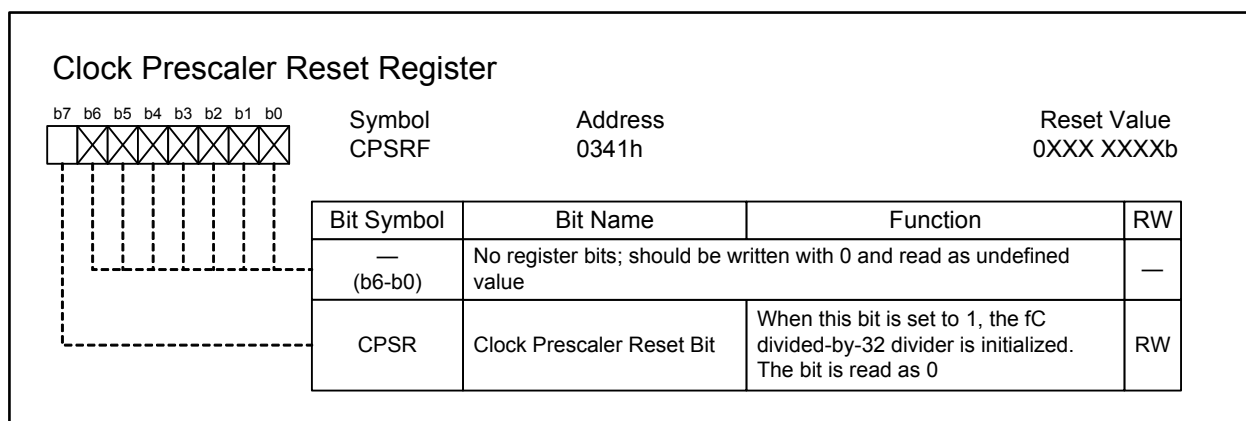 Clock Prescaler Reset Register
b7 b6 b5 b4 b3 b2 b1 b0
Symbol Address Reset Value
CPSRF 0341h 0XXX XXXXb
Bit Symbol Bit Name Function RW
—
(b6-b0)
No register bits; should be written with 0 and read as undefined
value
—
CPSR
Clock Prescaler Reset Bit
When this bit is set to 1, the fC
divided-by-32 divider is initialized.
The bit is read as 0
RW